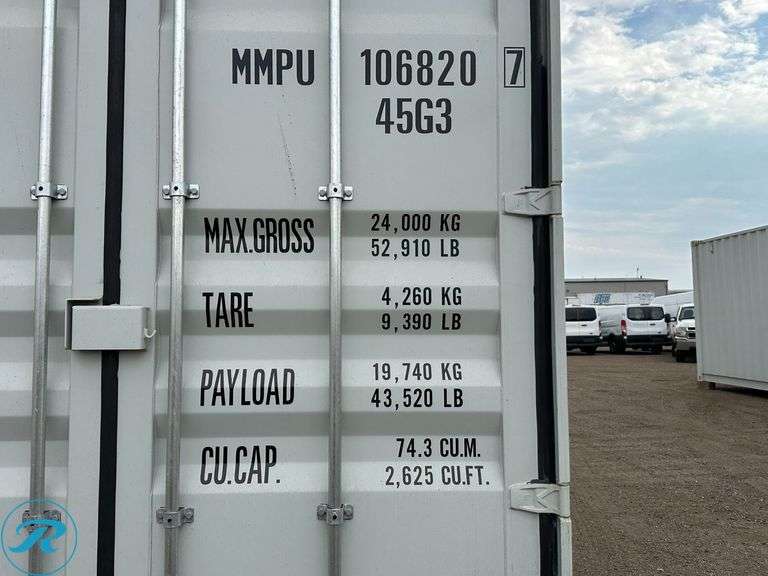 MMPU 106820 7
45G3
MAX.GROSS 24,000 KG
52,910 LB
TARE 4,260 KG
9,390 LB
PAYLOAD 19,740 KG
43,520 LB
CU.CAP. 74.3 CU.M.
2,625 CU.FT.
R